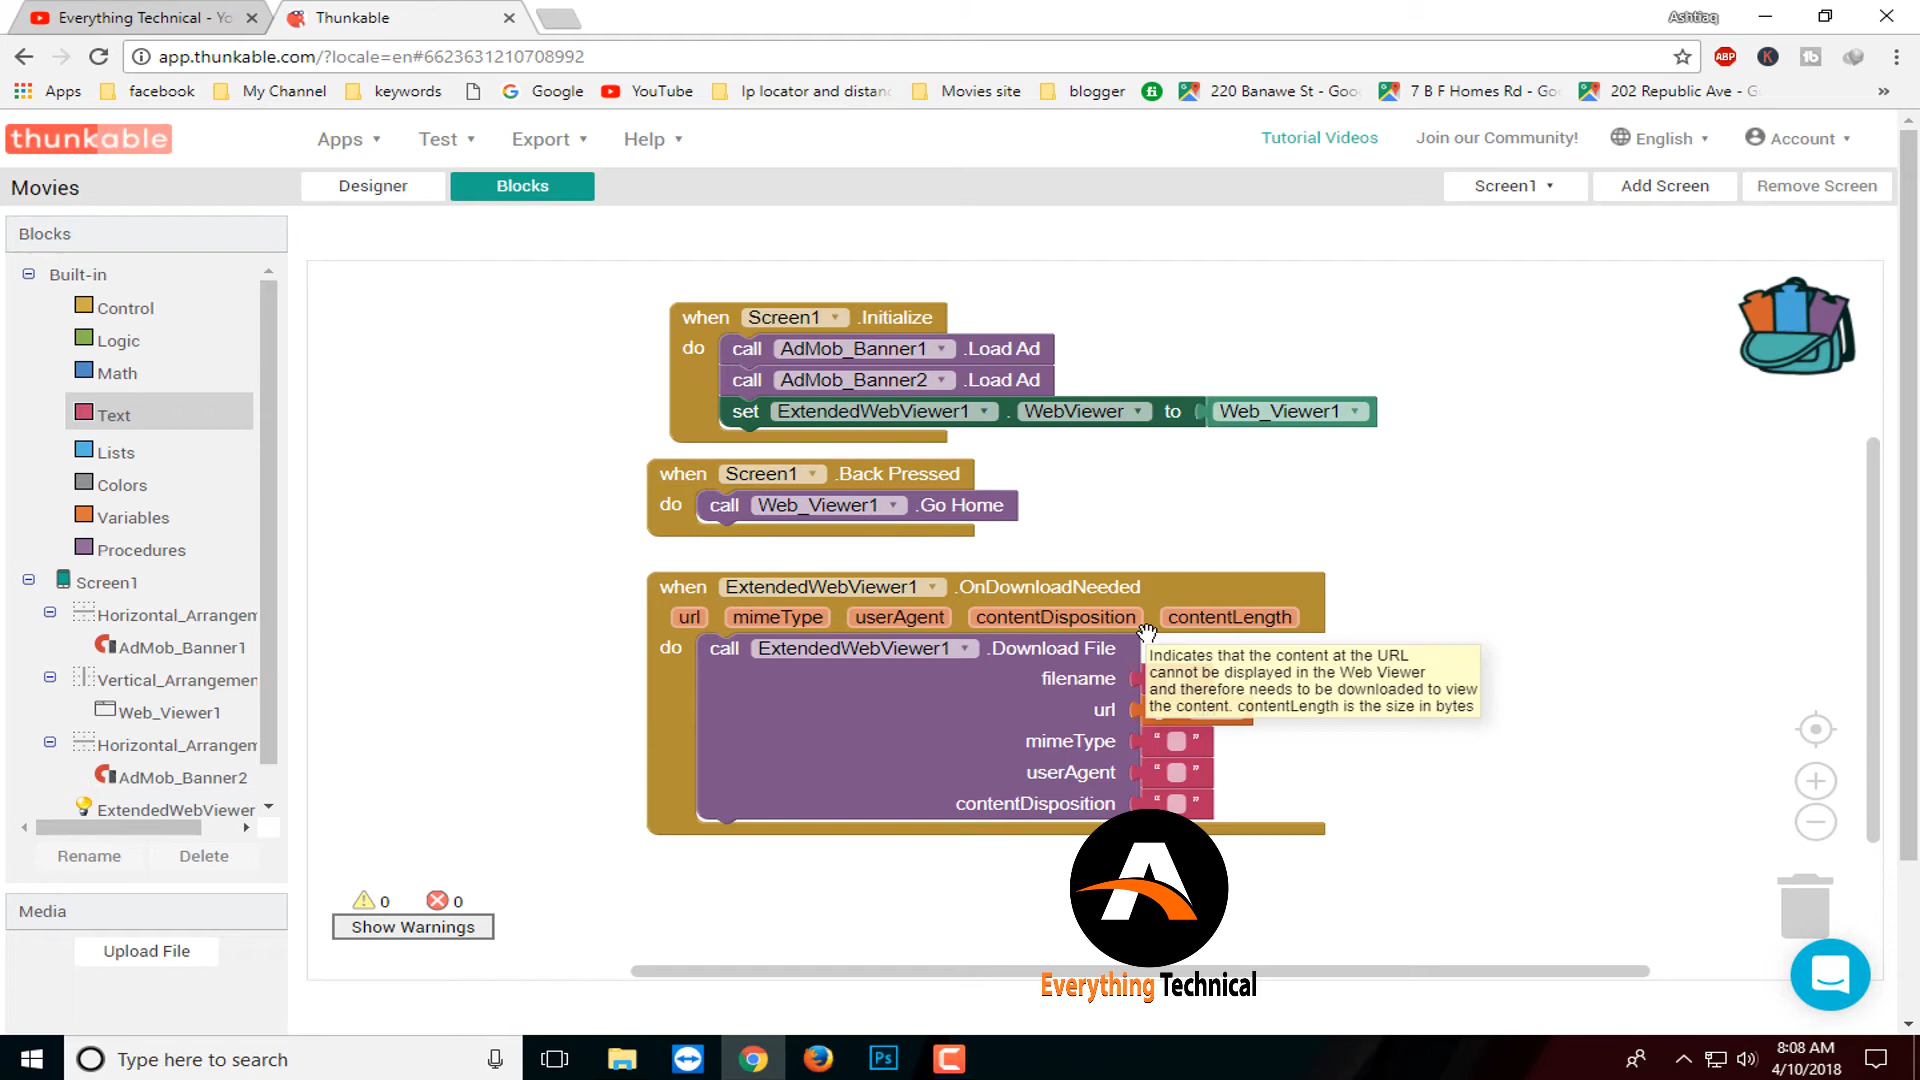 Everything Technical - Yo
Thunkable
Ashtiaq
app.thunkable.com/?locale=en#6623631210708992
ABP
K
tb
Apps
facebook
My Channel
keywords
Google
YouTube
Ip locator and distanc
Movies site
blogger
220 Banawe St - Goo
7 B F Homes Rd - Go
202 Republic Ave - G
»
thunkable
Apps
Test
Export
Help
Tutorial Videos
Join our Community!
English
Account
Movies
Designer
Blocks
Screen1
Add Screen
Remove Screen
Blocks
Built-in
Control
Logic
Math
Text
Lists
Colors
Variables
Procedures
Screen1
Horizontal_Arrangem
AdMob_Banner1
Vertical_Arrangemen
Web_Viewer1
Horizontal_Arrangem
AdMob_Banner2
ExtendedWebViewer
Rename
Delete
Media
Upload File
when Screen1 .Initialize
do call AdMob_Banner1 .Load Ad
call AdMob_Banner2 .Load Ad
set ExtendedWebViewer1 . WebViewer to Web_Viewer1
when Screen1 .Back Pressed
do call Web_Viewer1 .Go Home
when ExtendedWebViewer1 .OnDownloadNeeded
url mimeType userAgent contentDisposition contentLength
do call ExtendedWebViewer1 .Download File
filename
url
mimeType “ ”
userAgent “ ”
contentDisposition “ ”
Indicates that the content at the URL
cannot be displayed in the Web Viewer
and therefore needs to be downloaded to view
the content. contentLength is the size in bytes
0 0
Show Warnings
Everything Technical
Type here to search
Ps
8:08 AM
4/10/2018